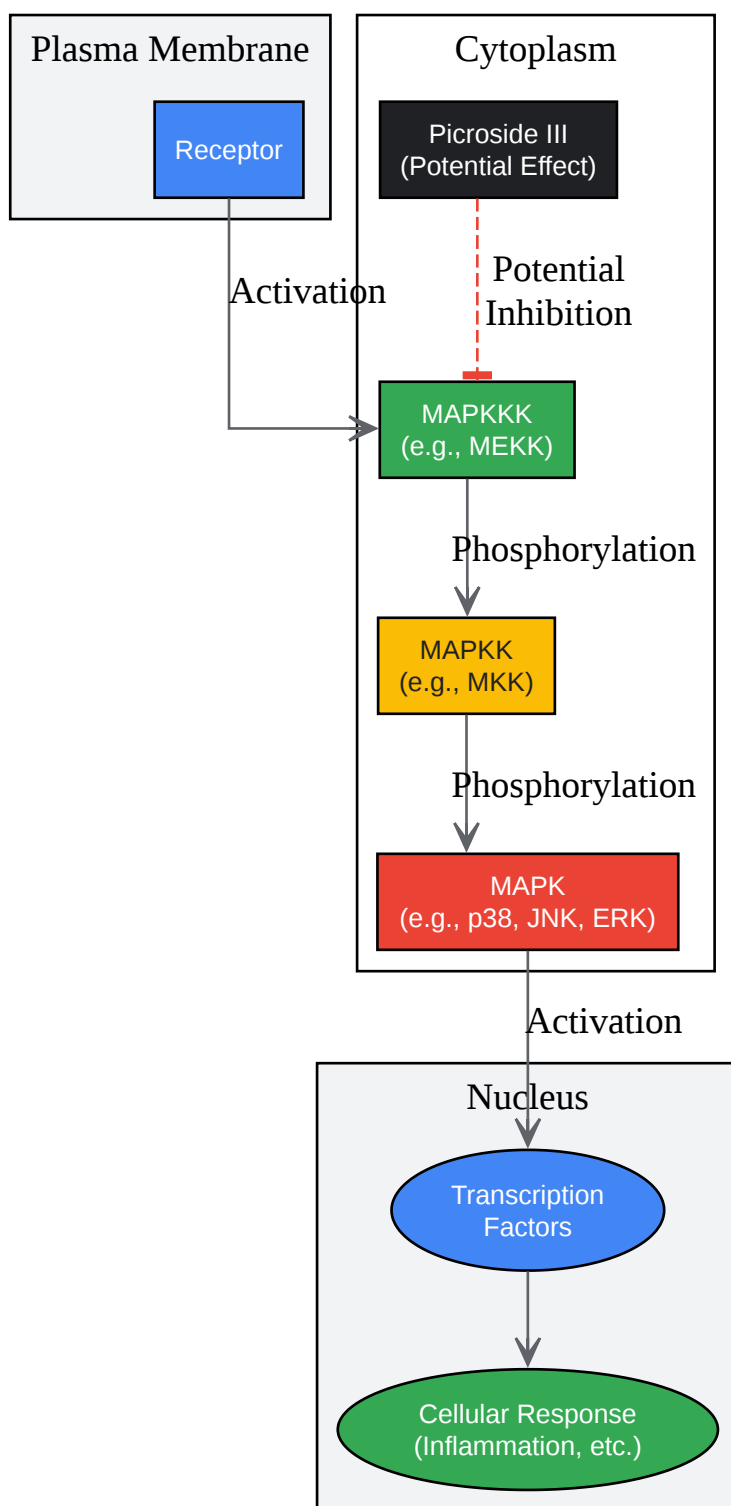 Plasma Membrane
Receptor
Cytoplasm
Picroside III
(Potential Effect)
Activation
Potential
Inhibition
MAPKKK
(e.g., MEKK)
Phosphorylation
MAPKK
(e.g., MKK)
Phosphorylation
MAPK
(e.g., p38, JNK, ERK)
Activation
Nucleus
Transcription
Factors
Cellular Response
(Inflammation, etc.)